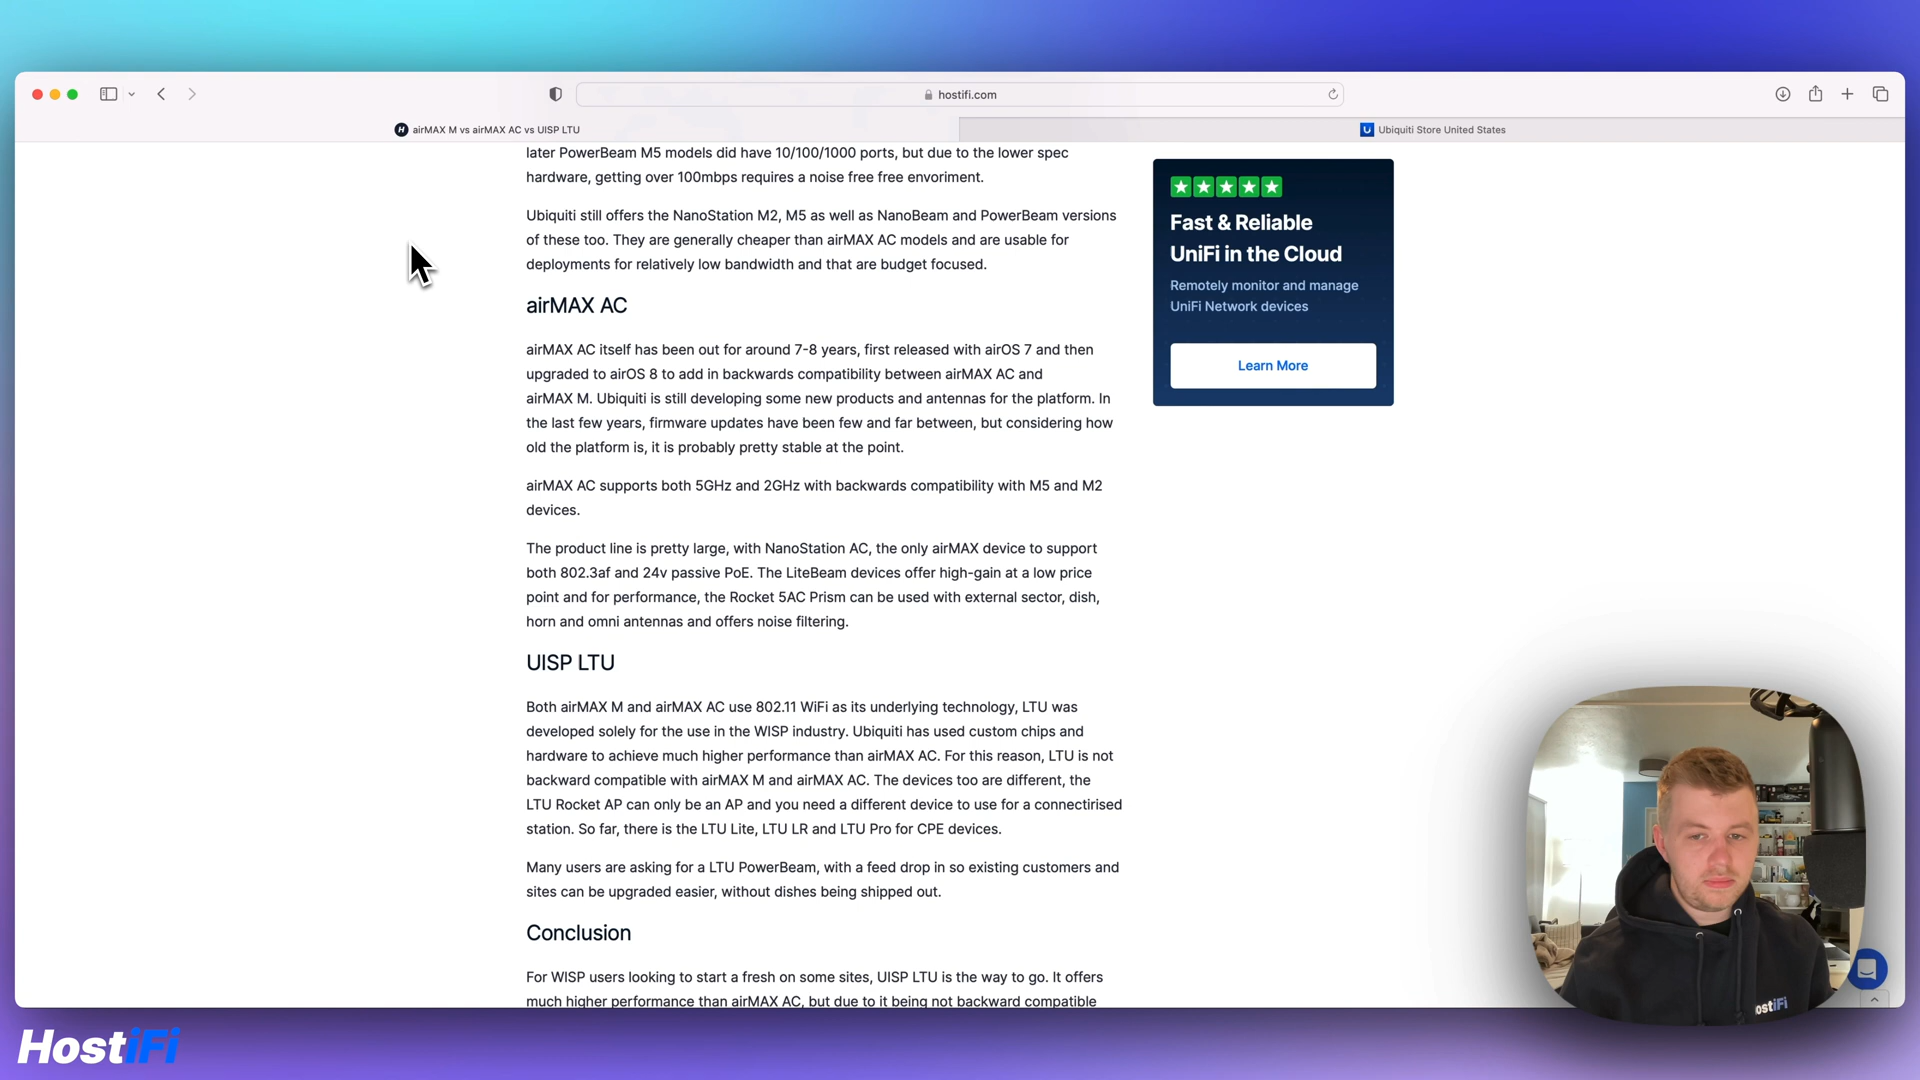 hostifi.com
H airMAX M vs airMAX AC vs UISP LTU
U Ubiquiti Store United States
later PowerBeam M5 models did have 10/100/1000 ports, but due to the lower spec
hardware, getting over 100mbps requires a noise free free envoriment.
Ubiquiti still offers the NanoStation M2, M5 as well as NanoBeam and PowerBeam versions
of these too. They are generally cheaper than airMAX AC models and are usable for
deployments for relatively low bandwidth and that are budget focused.
airMAX AC
airMAX AC itself has been out for around 7-8 years, first released with airOS 7 and then
upgraded to airOS 8 to add in backwards compatibility between airMAX AC and
airMAX M. Ubiquiti is still developing some new products and antennas for the platform. In
the last few years, firmware updates have been few and far between, but considering how
old the platform is, it is probably pretty stable at the point.
airMAX AC supports both 5GHz and 2GHz with backwards compatibility with M5 and M2
devices.
The product line is pretty large, with NanoStation AC, the only airMAX device to support
both 802.3af and 24v passive PoE. The LiteBeam devices offer high-gain at a low price
point and for performance, the Rocket 5AC Prism can be used with external sector, dish,
horn and omni antennas and offers noise filtering.
UISP LTU
Both airMAX M and airMAX AC use 802.11 WiFi as its underlying technology, LTU was
developed solely for the use in the WISP industry. Ubiquiti has used custom chips and
hardware to achieve much higher performance than airMAX AC. For this reason, LTU is not
backward compatible with airMAX M and airMAX AC. The devices too are different, the
LTU Rocket AP can only be an AP and you need a different device to use for a connectirised
station. So far, there is the LTU Lite, LTU LR and LTU Pro for CPE devices.
Many users are asking for a LTU PowerBeam, with a feed drop in so existing customers and
sites can be upgraded easier, without dishes being shipped out.
Conclusion
For WISP users looking to start a fresh on some sites, UISP LTU is the way to go. It offers
much higher performance than airMAX AC, but due to it being not backward compatible
Fast & Reliable
UniFi in the Cloud
Remotely monitor and manage
UniFi Network devices
Learn More
ostiFi
HostiFi